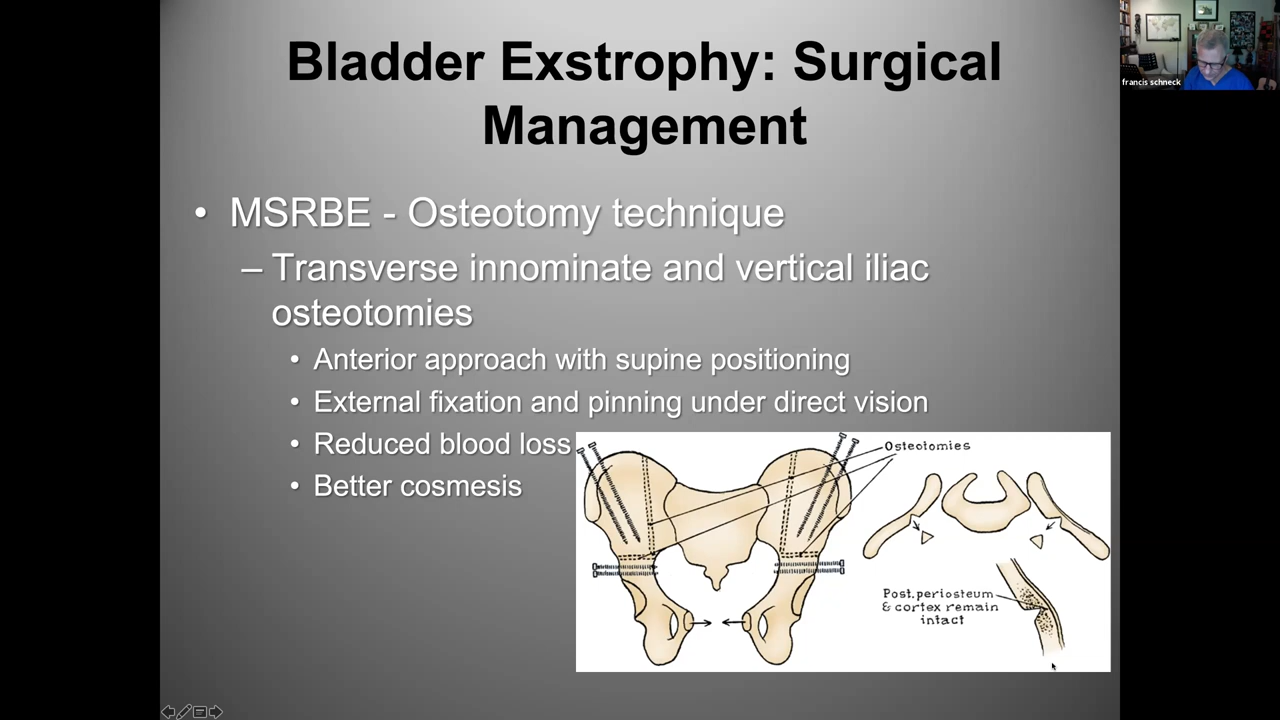 Bladder Exstrophy: Surgical
Management
• MSRBE - Osteotomy technique
– Transverse innominate and vertical iliac
osteotomies
• Anterior approach with supine positioning
• External fixation and pinning under direct vision
• Reduced blood loss
• Better cosmesis
Osteotomies
Post. periosteum
& cortex remain
intact
francis schneck